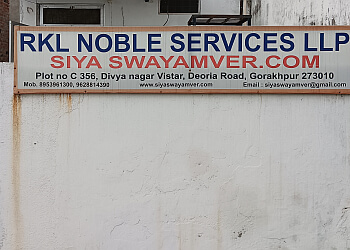 RKL NOBLE SERVICES LLP
SIYA SWAYAMVER.COM
Plot no C 356, Divya nagar Vistar, Deoria Road, Gorakhpur 273010
Mob. 8953961300, 9628814390 www.siyaswayamver.com Email : siyaswayamver@gmail.com